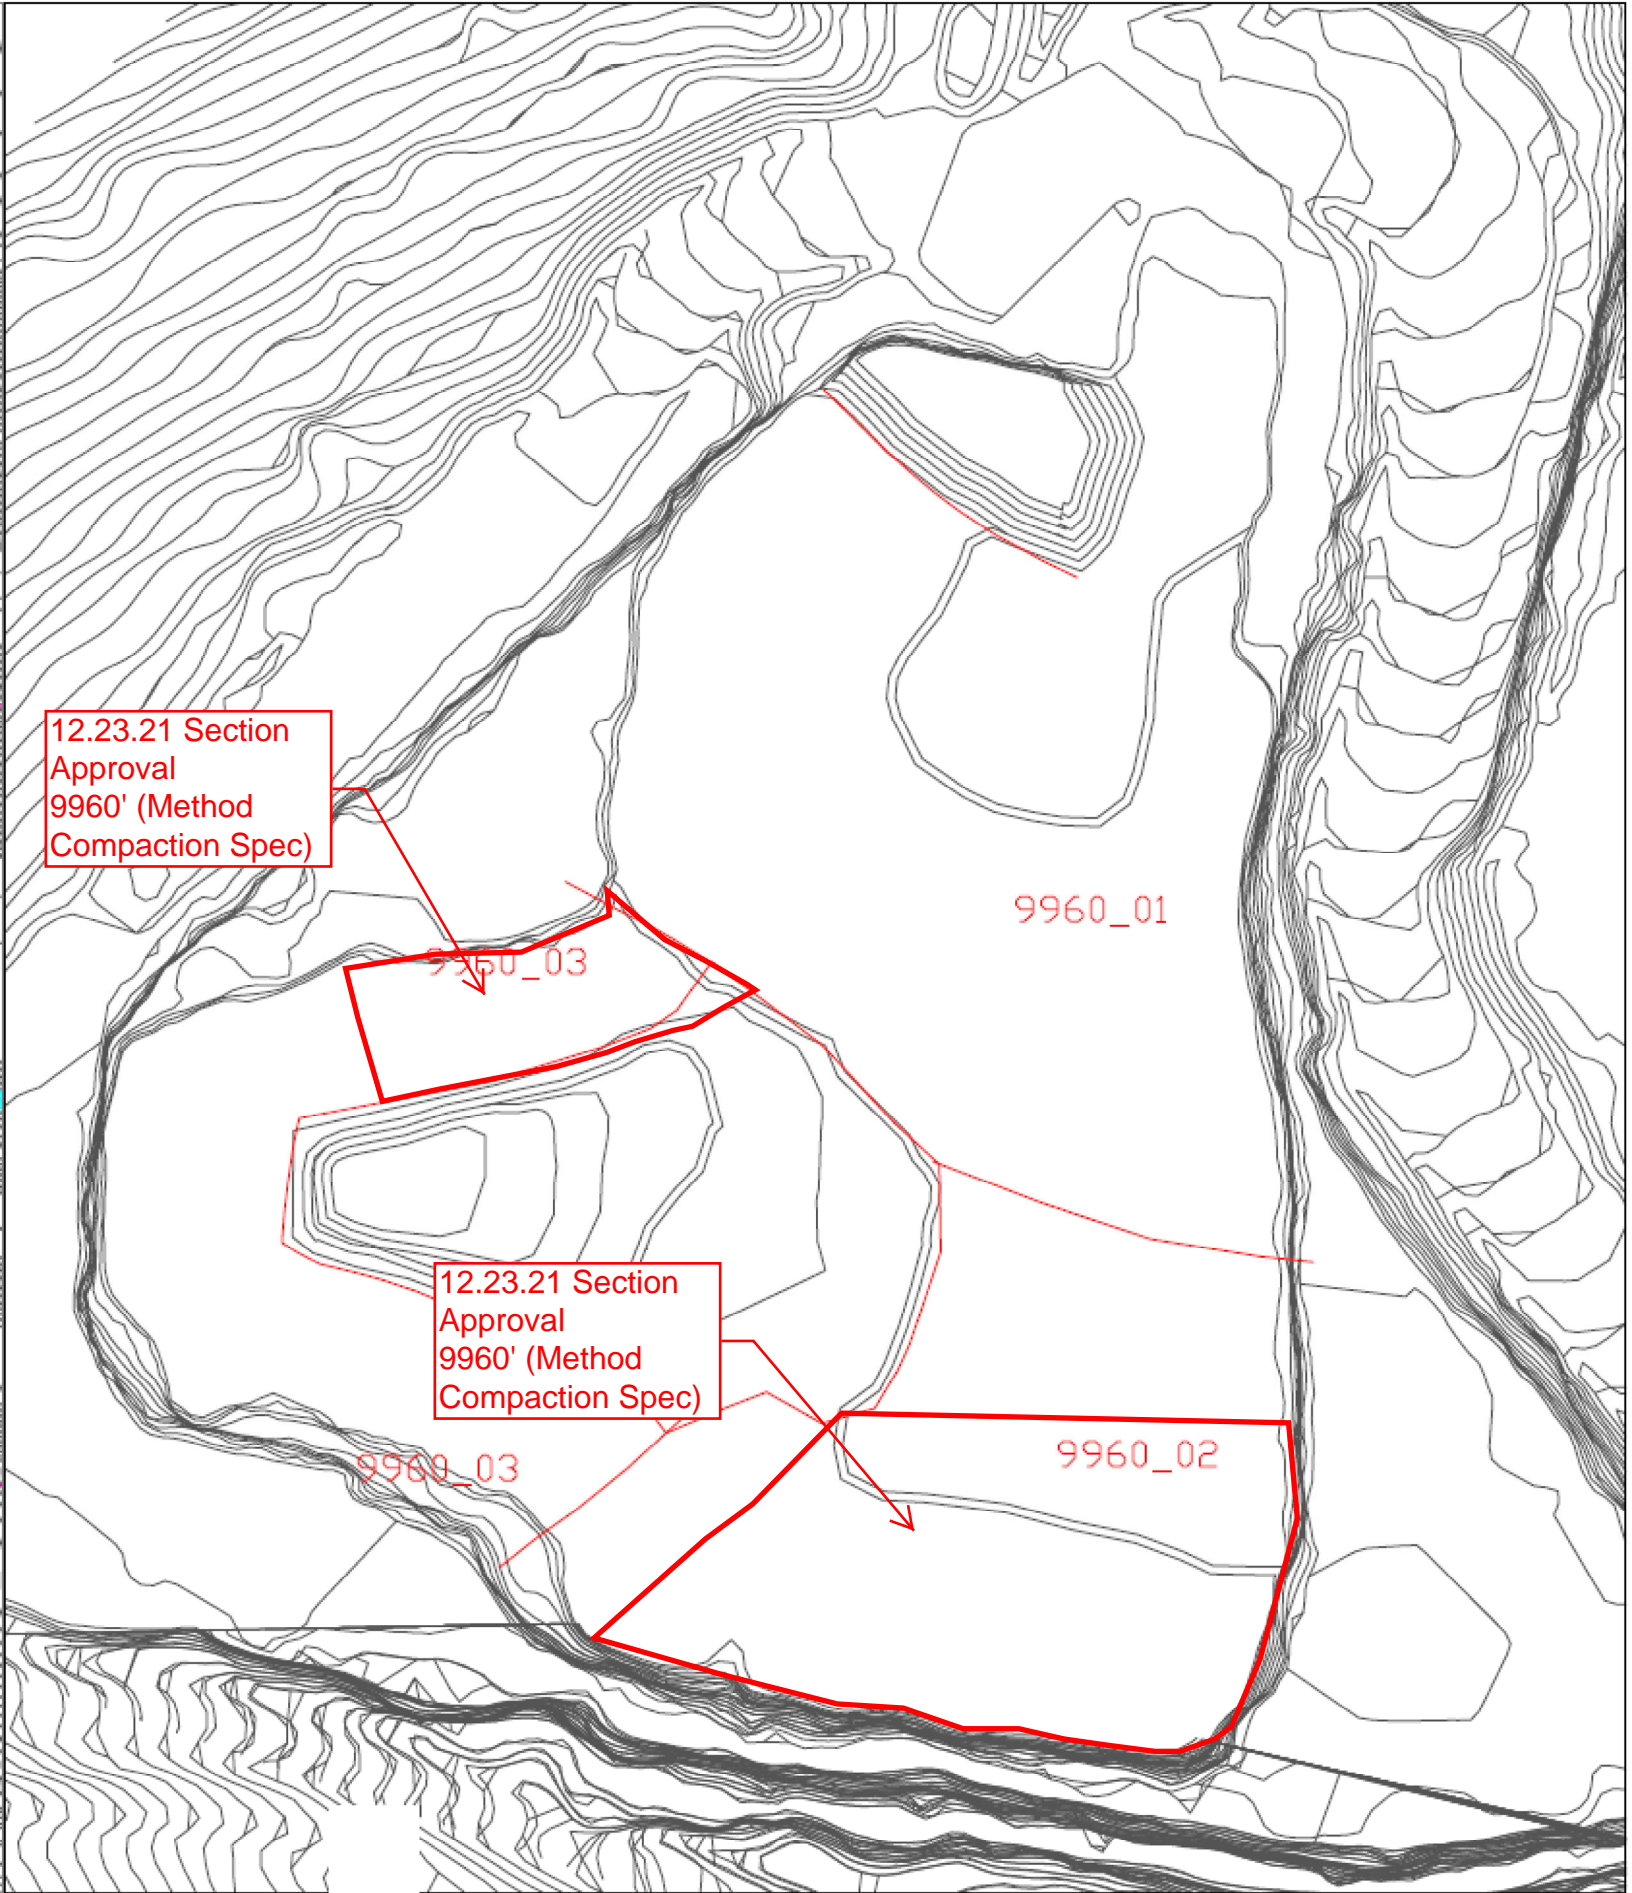 12.23.21 Section
Approval
9960' (Method
Compaction Spec)
9960_01
9960_03
12.23.21 Section
Approval
9960' (Method
Compaction Spec)
9960_02
9960_03